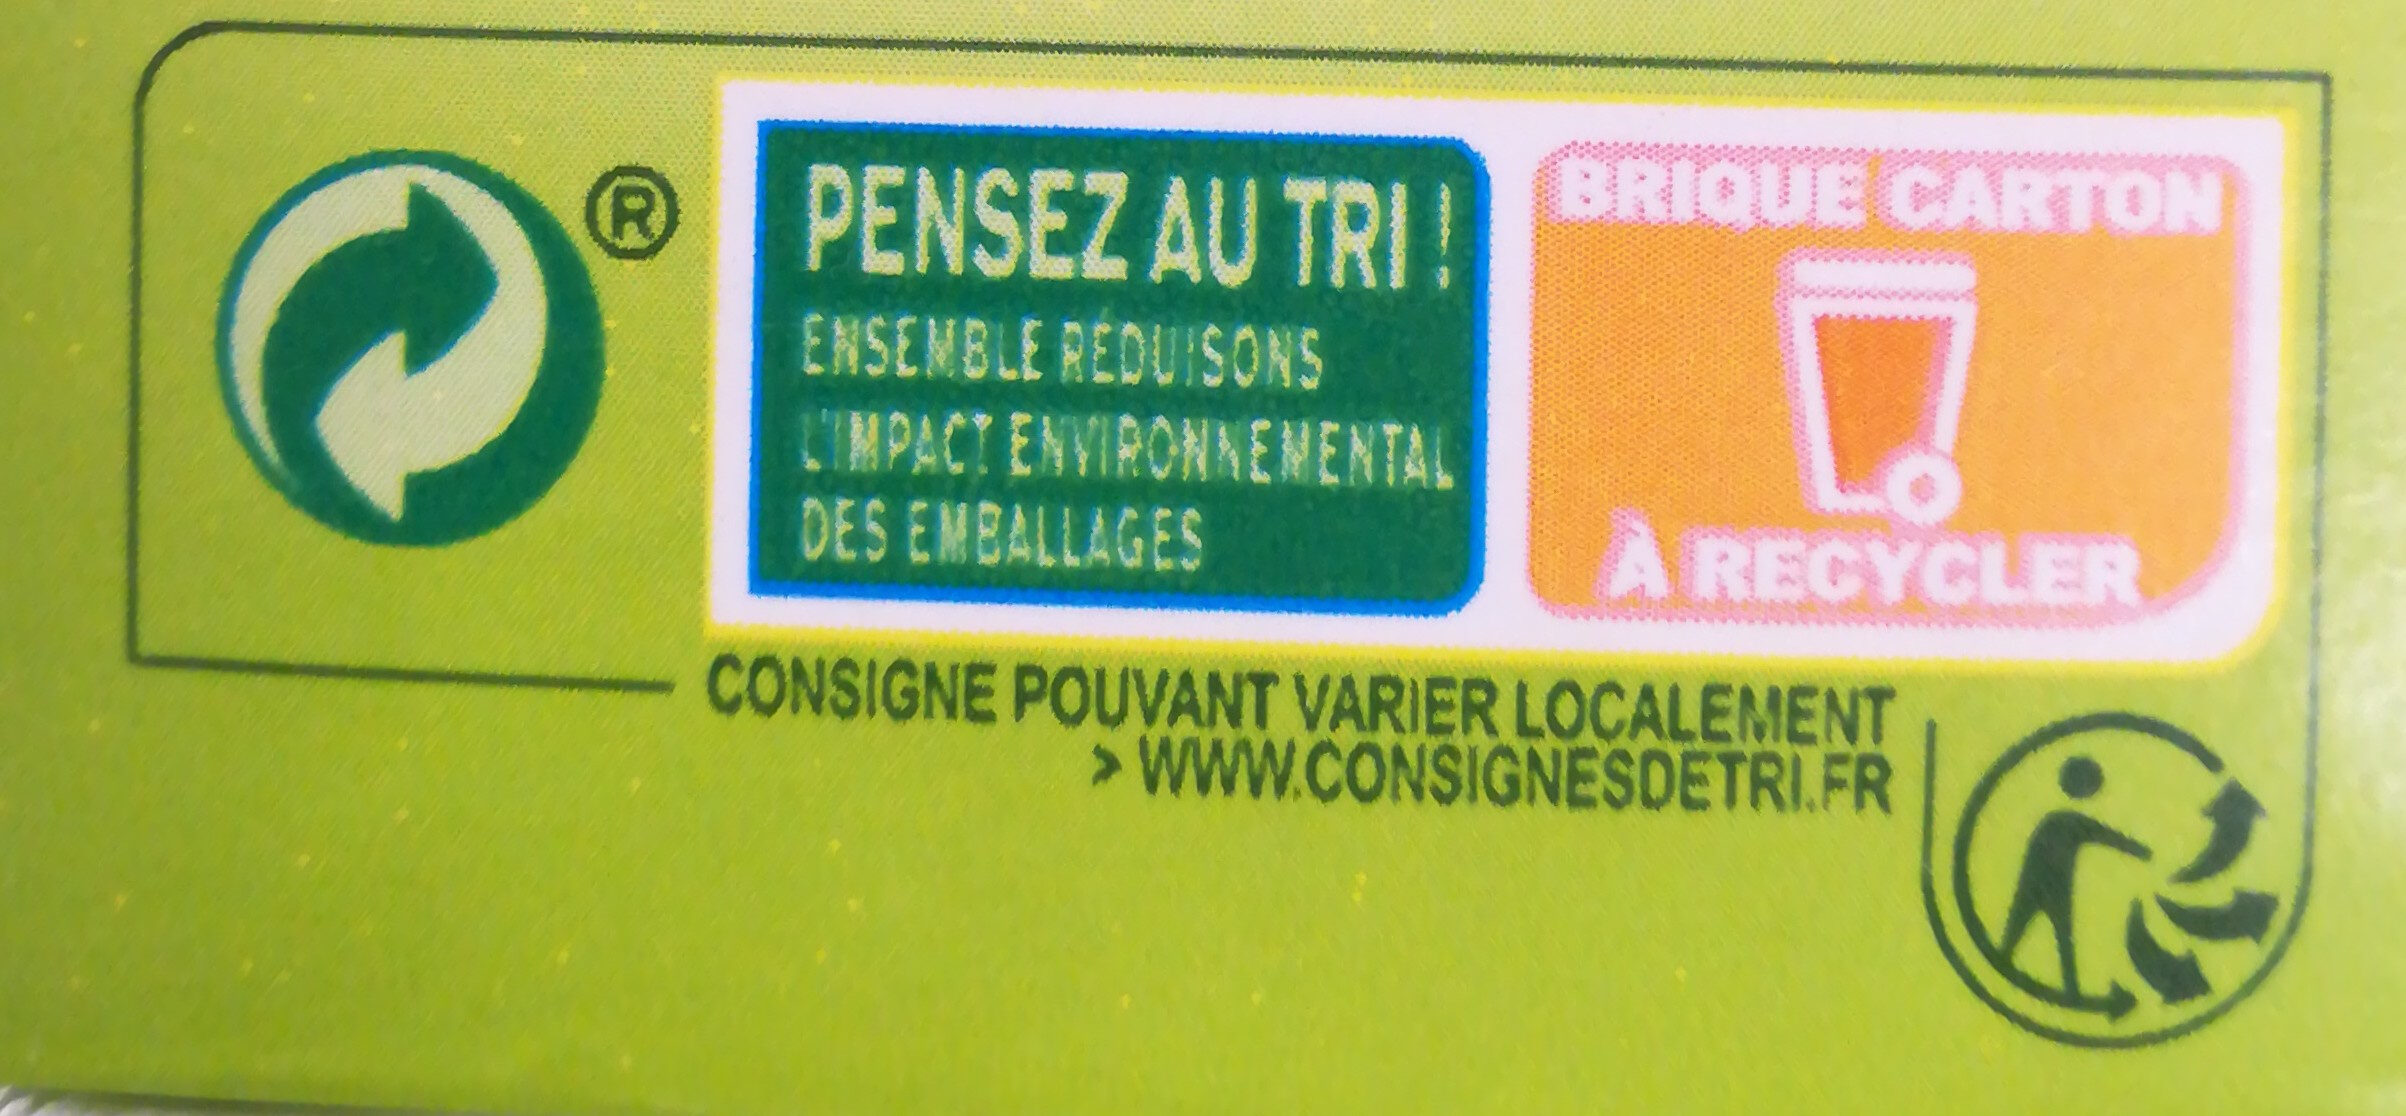 ®
PENSEZ AU TRI !
ENSEMBLE RÉDUISONS
L'IMPACT ENVIRONNEMENTAL
DES EMBALLAGES
BRIQUE CARTON
À RECYCLER
CONSIGNE POUVANT VARIER LOCALEMENT
> WWW.CONSIGNESDETRI.FR